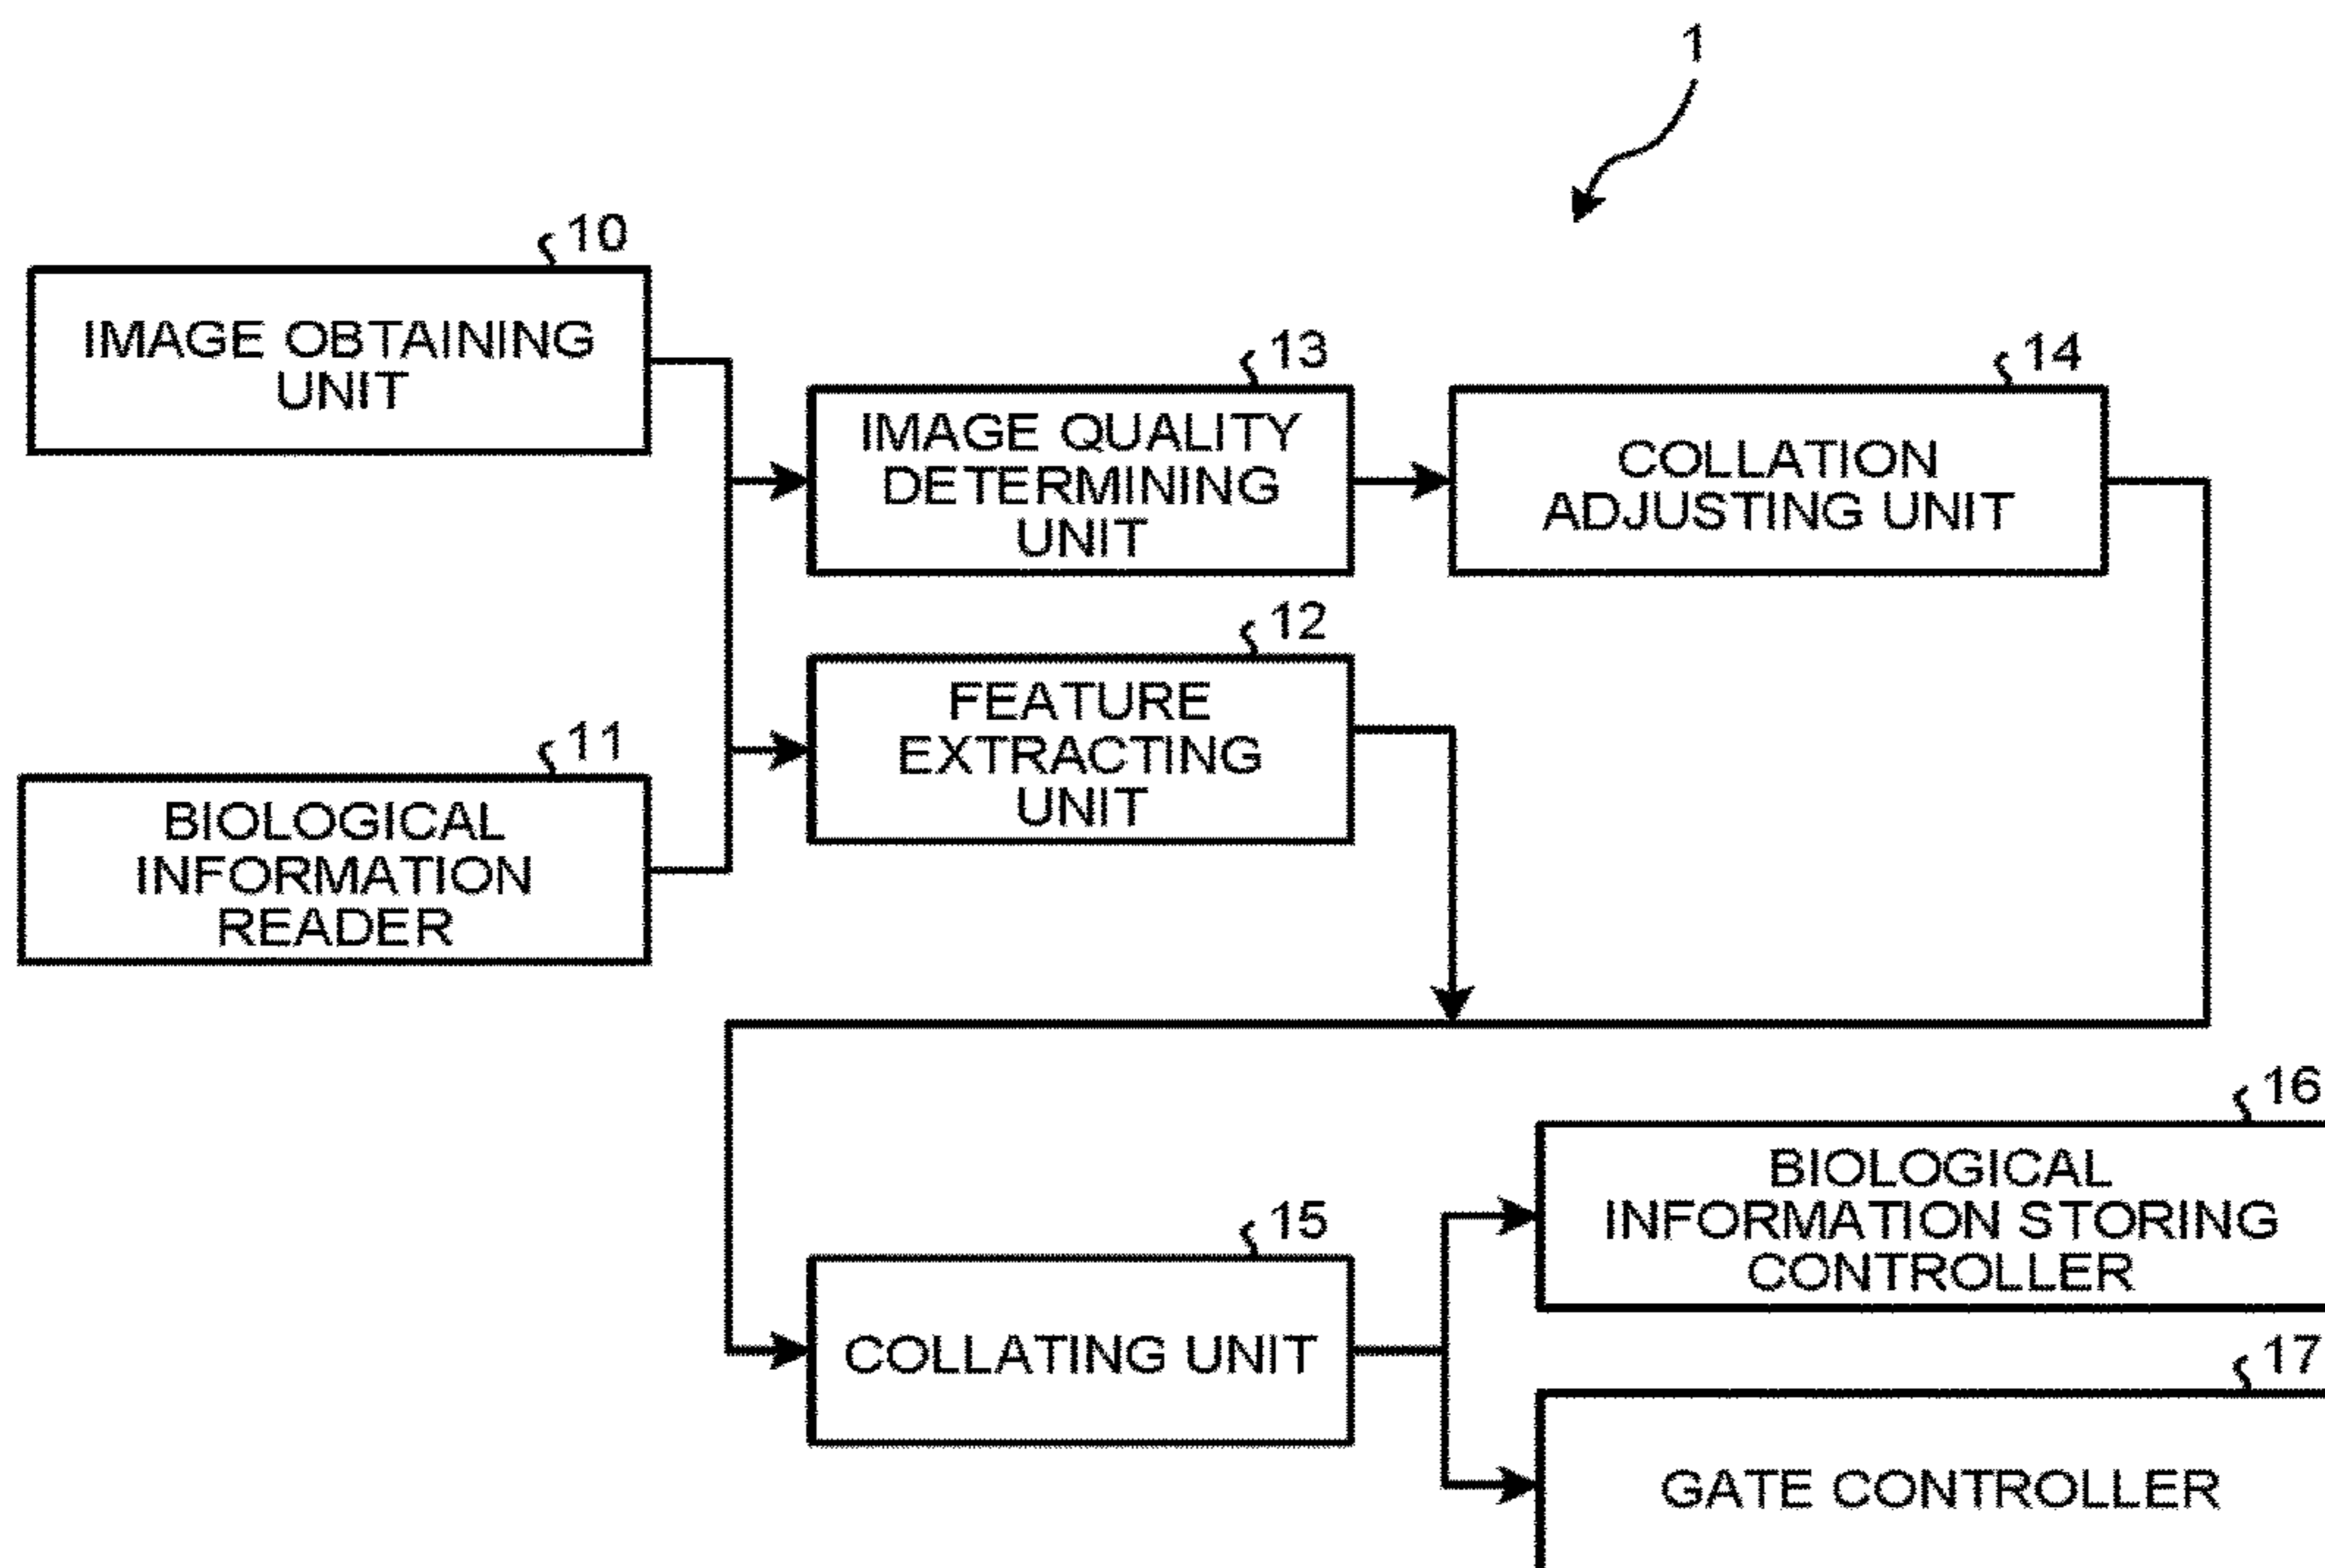 1
10
IMAGE OBTAINING
UNIT
13
IMAGE QUALITY
DETERMINING
UNIT
14
COLLATION
ADJUSTING UNIT
12
FEATURE
EXTRACTING
UNIT
11
BIOLOGICAL
INFORMATION
READER
16
BIOLOGICAL
INFORMATION STORING
CONTROLLER
15
COLLATING UNIT
17
GATE CONTROLLER